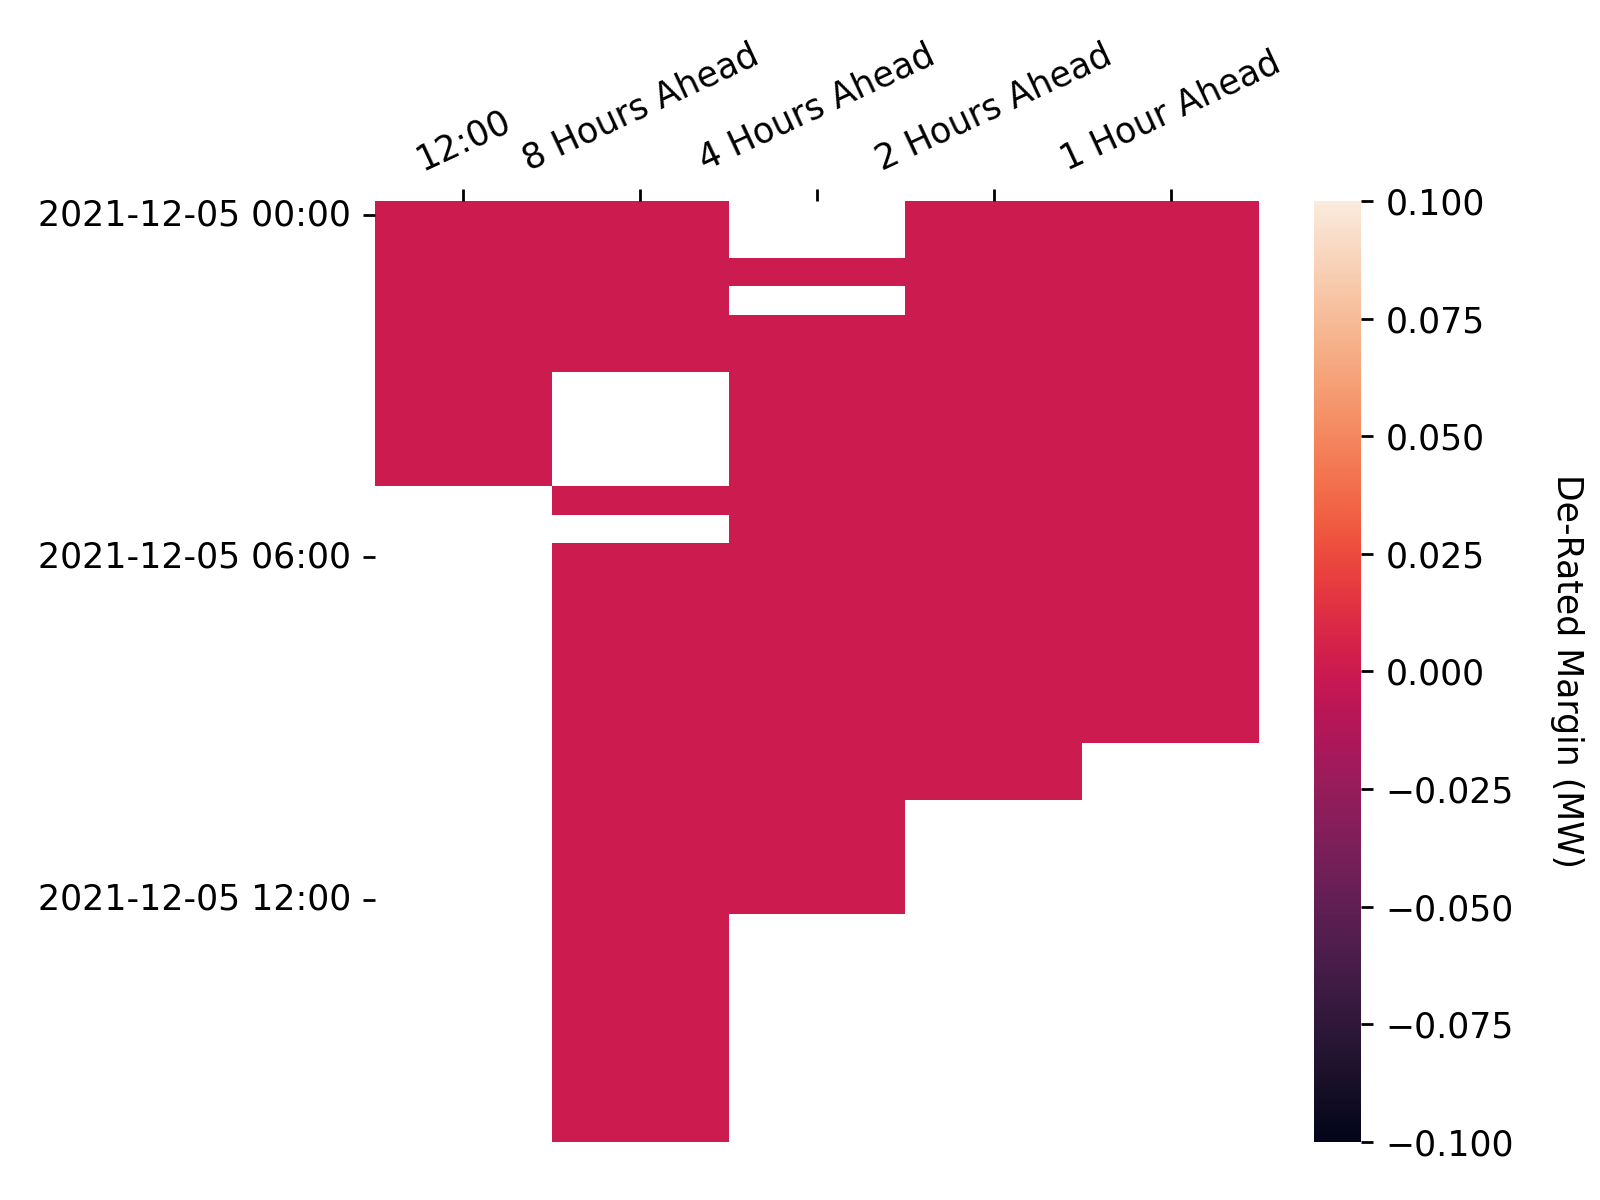 12:00
8 Hours Ahead
4 Hours Ahead
2 Hours Ahead
1 Hour Ahead
2021-12-05 00:00
2021-12-05 06:00
2021-12-05 12:00
0.100
0.075
0.050
0.025
0.000
−0.025
−0.050
−0.075
−0.100
De-Rated Margin (MW)